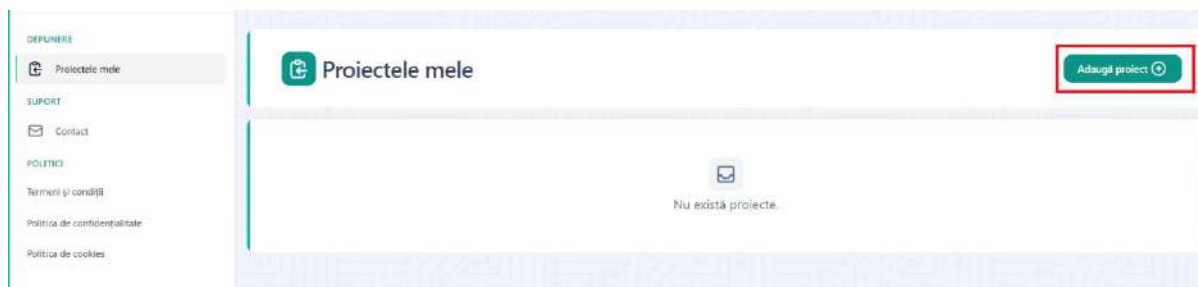 DEPUNERE
Proiectele mele
SUPORT
Contact
POLITICI
Termeni și condiții
Politica de confidențialitate
Politica de cookies
Proiectele mele
Adaugă proiect
Nu există proiecte.